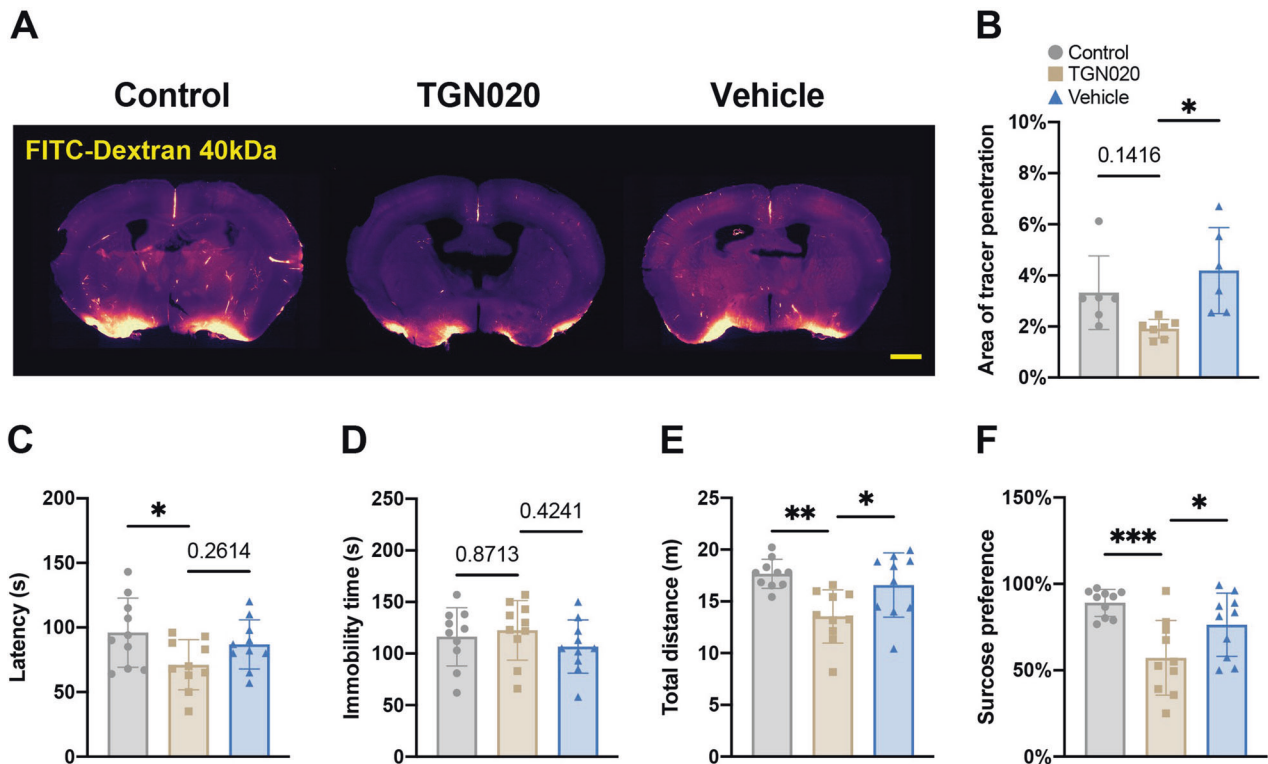 A
Control
TGN020
Vehicle
FITC-Dextran 40kDa
B
Control
TGN020
Vehicle
Area of tracer penetration
10%
8%
6%
4%
2%
0%
*
0.1416
C
Latency (s)
200
150
100
50
0
*
0.2614
D
Immobility time (s)
250
200
150
100
50
0
0.4241
0.8713
E
Total distance (m)
25
20
15
10
5
0
**
*
F
Surcose preference
150%
100%
50%
0%
***
*